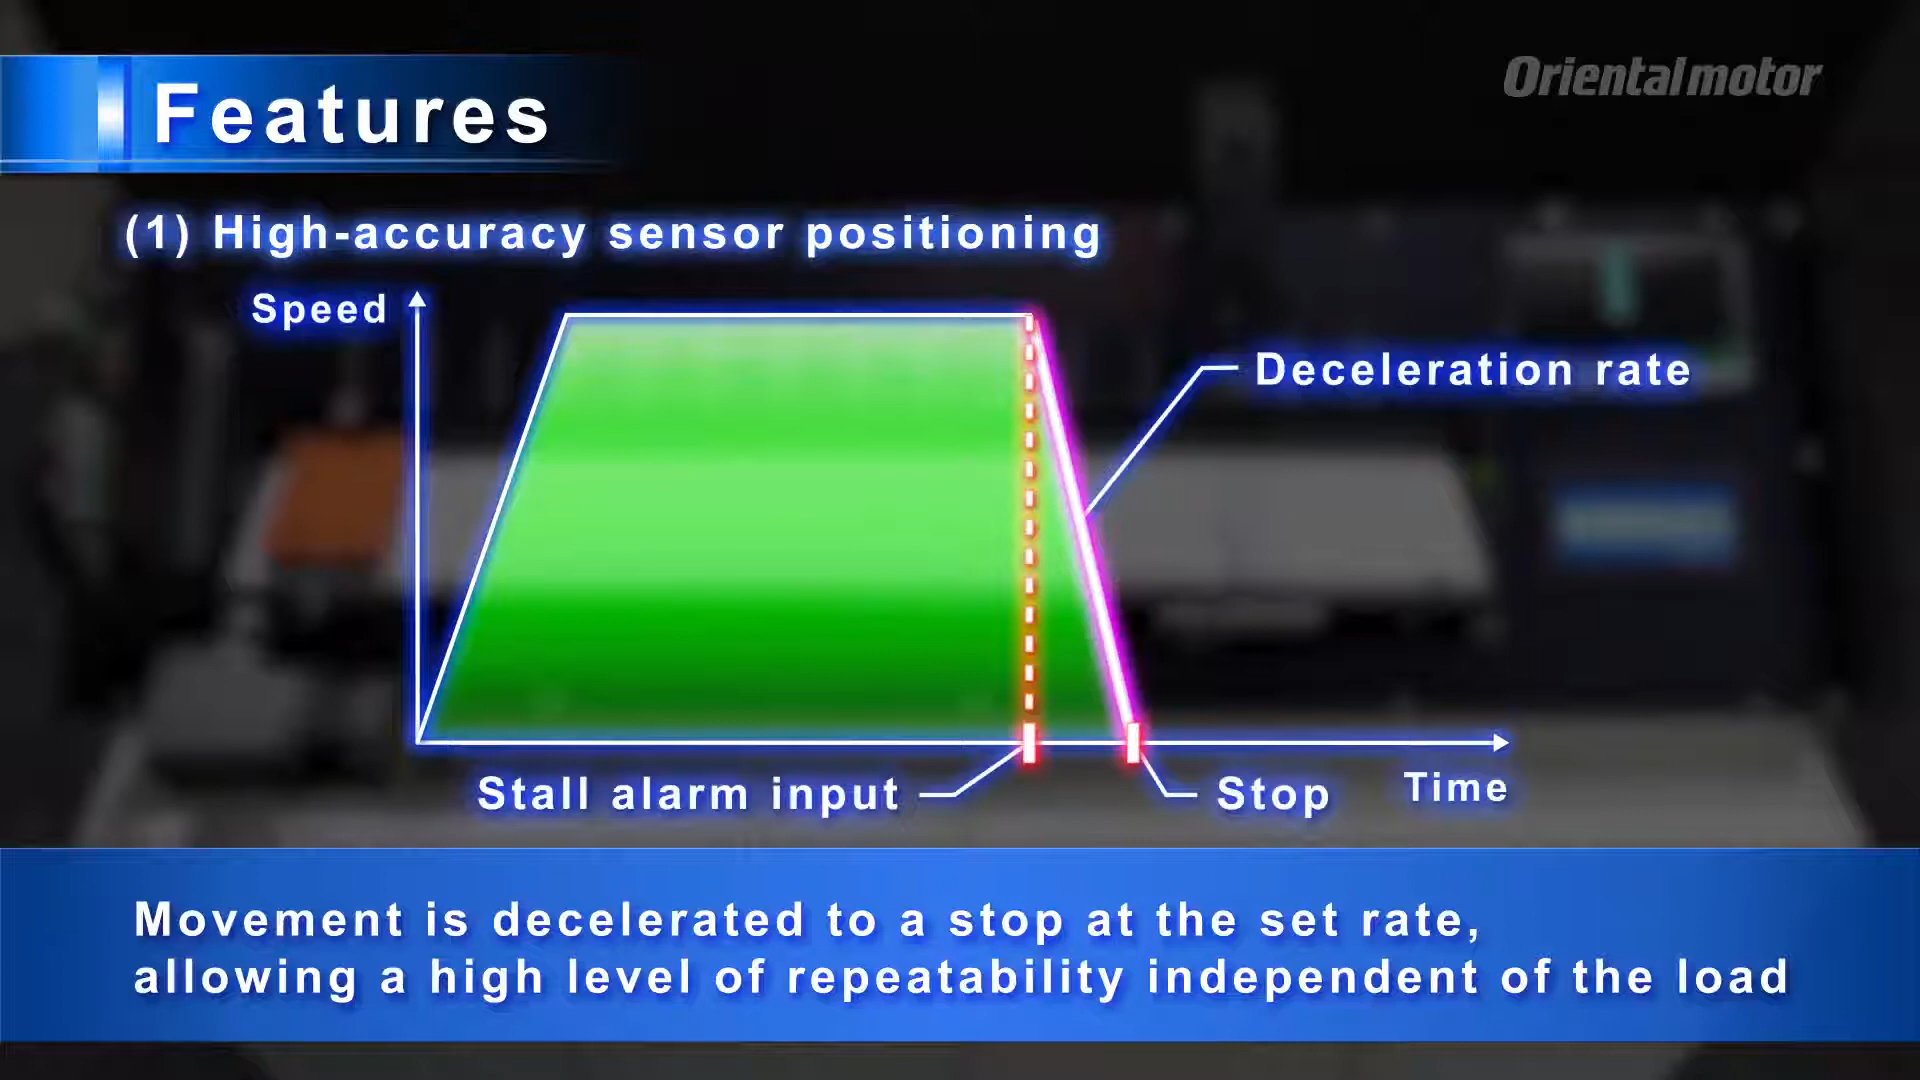 Orientalmotor
Features
(1) High-accuracy sensor positioning
Speed
Deceleration rate
Stall alarm input
Stop
Time
Movement is decelerated to a stop at the set rate,
allowing a high level of repeatability independent of the load